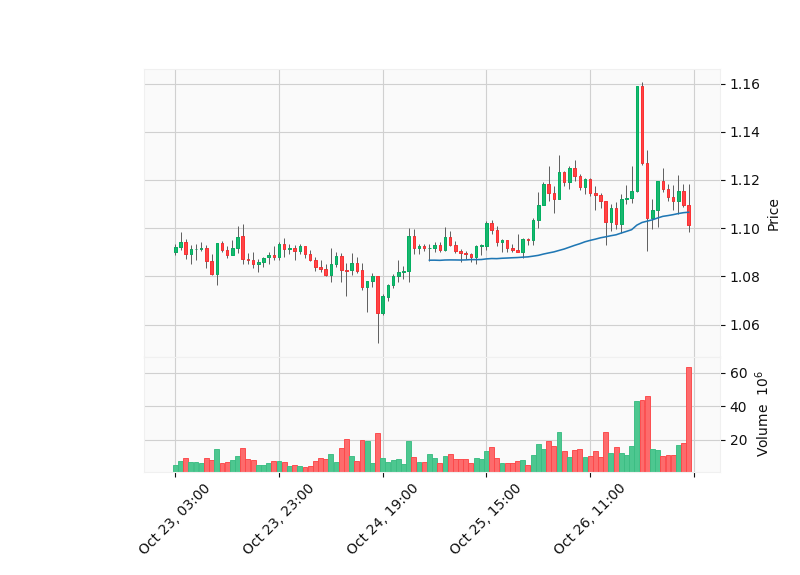 1.16
1.14
1.12
1.10
1.08
1.06
Price
60
40
20
Volume 10⁶
Oct 23, 03:00
Oct 23, 23:00
Oct 24, 19:00
Oct 25, 15:00
Oct 26, 11:00